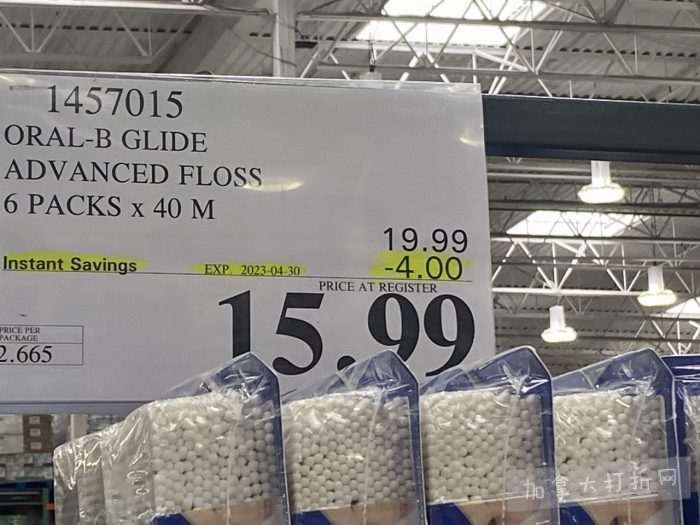 1457015
ORAL-B GLIDE
ADVANCED FLOSS
6 PACKS x 40 M
19.99
Instant Savings EXP. 2023-04-30 -4.00
PRICE AT REGISTER
15.99
PRICE PER
PACKAGE
2.665
加拿大打折网